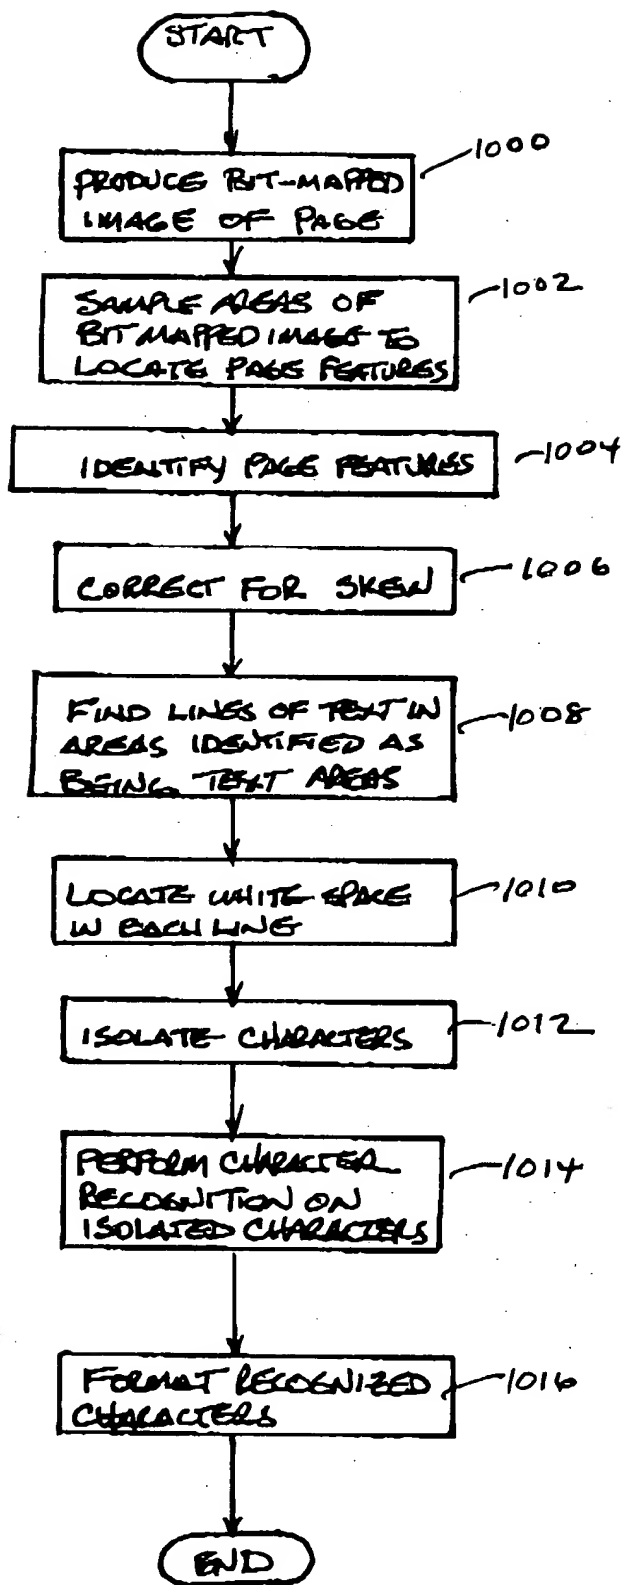 START
1000
PRODUCE BIT-MAPPED
IMAGE OF PAGE
1002
SAMPLE AREAS OF
BIT MAPPED IMAGE TO
LOCATE PAGE FEATURES
1004
IDENTIFY PAGE FEATURES
1006
CORRECT FOR SKEW
1008
FIND LINES OF TEXT IN
AREAS IDENTIFIED AS
BEING TEXT AREAS
1010
LOCATE WHITE SPACE
IN EACH LINE
1012
ISOLATE CHARACTERS
1014
PERFORM CHARACTER
RECOGNITION ON
ISOLATED CHARACTERS
1016
FORMAT RECOGNIZED
CHARACTERS
END